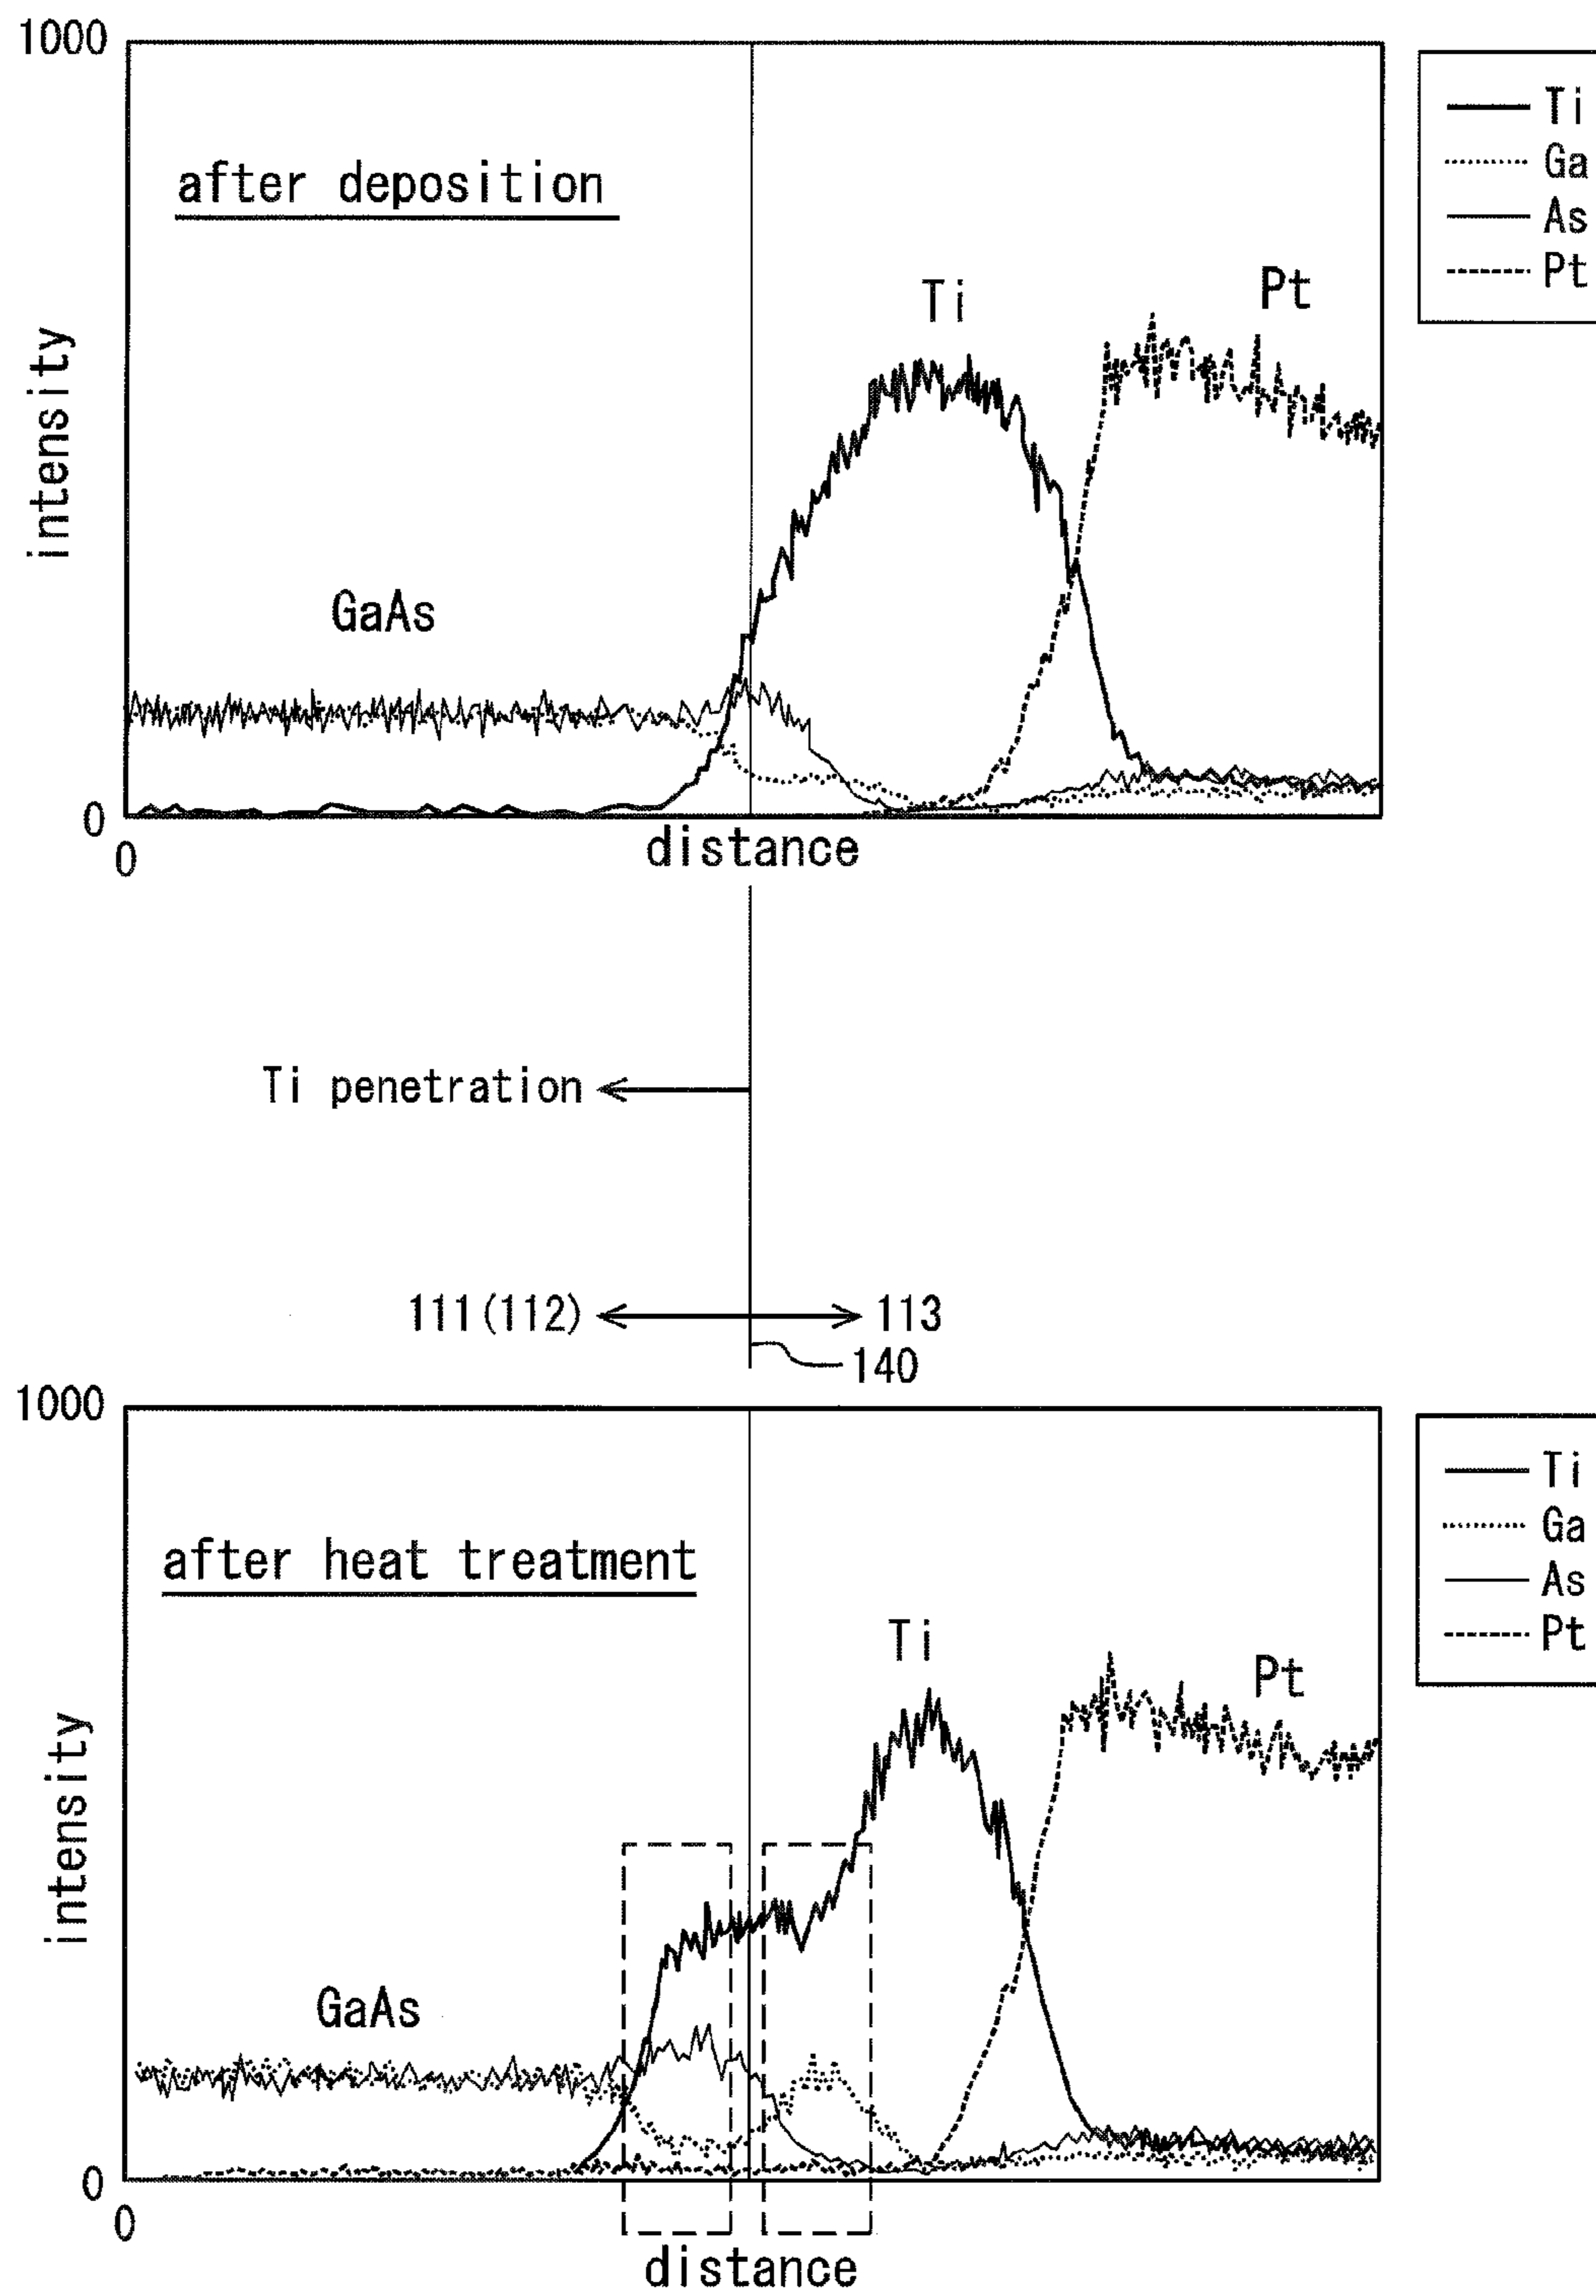 1000
after deposition
Ti
Ga
As
Pt
Ti
Pt
intensity
GaAs
0
0
distance
Ti penetration
111(112)
113
140
1000
after heat treatment
Ti
Ga
As
Pt
Ti
Pt
intensity
GaAs
0
0
distance